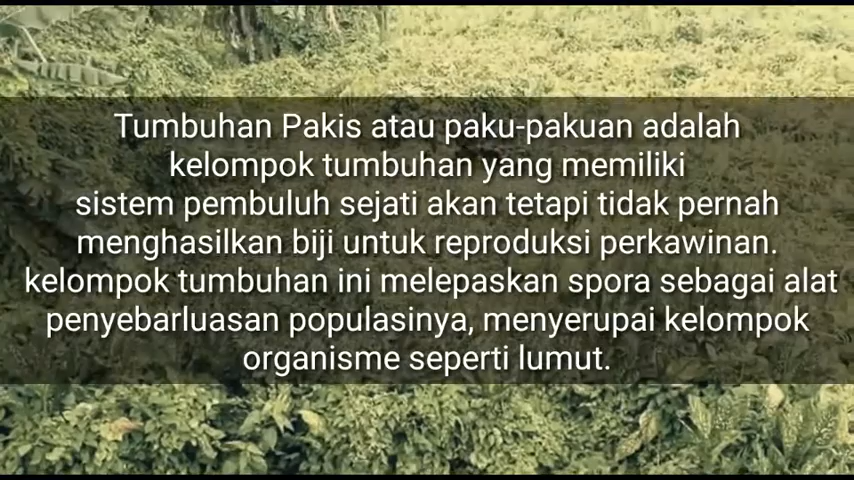 Tumbuhan Pakis atau paku-pakuan adalah
kelompok tumbuhan yang memiliki
sistem pembuluh sejati akan tetapi tidak pernah
menghasilkan biji untuk reproduksi perkawinan.
kelompok tumbuhan ini melepaskan spora sebagai alat
penyebarluasan populasinya, menyerupai kelompok
organisme seperti lumut.